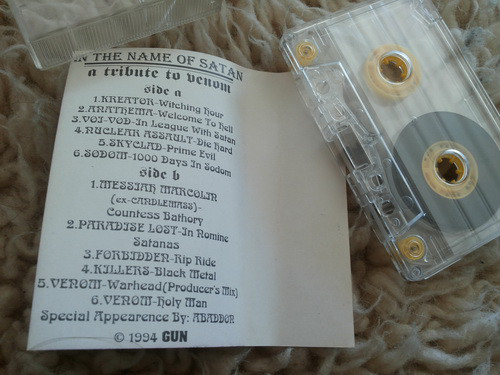 IN THE NAME OF SATAN
a tribute to venom
side a
1.KREATOR-Witching Hour
2.ANATHEMA-Welcome To Hell
3.VOI-VOD-In League With Satan
4.NUCLEAR ASSAULT-Die Hard
5.SKYCLAD-Prime Evil
6.SODOM-1000 Days In Sodom
side b
1.MESSIAH MARCOLIN
(ex-CANDLEMASS)-
Countess Bathory
2.PARADISE LOST-In Nomine
Satanas
3.FORBIDDEN-Rip Ride
4.KILLERS-Black Metal
5.VENOM-Warhead(Producer's Mix)
6.VENOM-Holy Man
Special Appearence By: ABADDON
© 1994 GUN